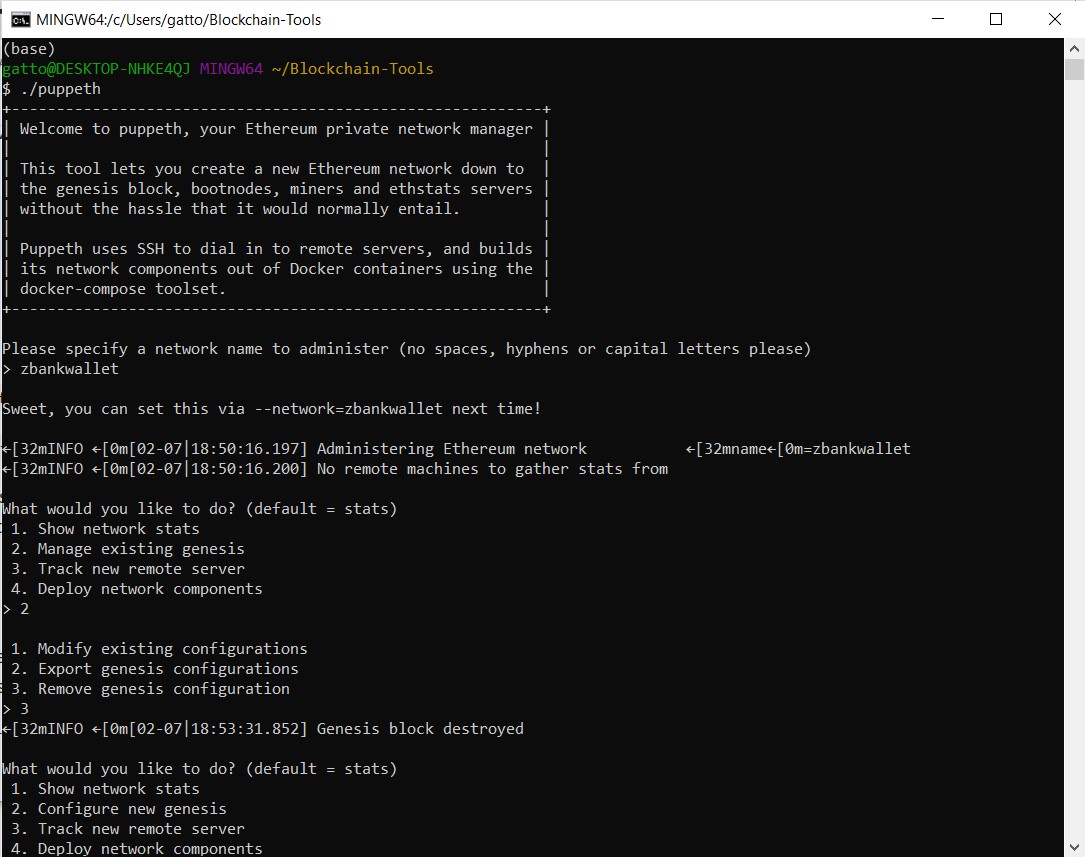 MINGW64:/c/Users/gatto/Blockchain-Tools
(base)
gatto@DESKTOP-NHKE4QJ MINGW64 ~/Blockchain-Tools
$ ./puppeth
+-----------------------------------------------------------+
| Welcome to puppeth, your Ethereum private network manager |
|                                                           |
| This tool lets you create a new Ethereum network down to  |
| the genesis block, bootnodes, miners and ethstats servers |
| without the hassle that it would normally entail.         |
|                                                           |
| Puppeth uses SSH to dial in to remote servers, and builds |
| its network components out of Docker containers using the |
| docker-compose toolset.                                   |
+-----------------------------------------------------------+
Please specify a network name to administer (no spaces, hyphens or capital letters please)
> zbankwallet
Sweet, you can set this via --network=zbankwallet next time!
←[32mINFO ←[0m[02-07|18:50:16.197] Administering Ethereum network           ←[32mname←[0m=zbankwallet
←[32mINFO ←[0m[02-07|18:50:16.200] No remote machines to gather stats from
What would you like to do? (default = stats)
 1. Show network stats
 2. Manage existing genesis
 3. Track new remote server
 4. Deploy network components
> 2
 1. Modify existing configurations
 2. Export genesis configurations
 3. Remove genesis configuration
> 3
←[32mINFO ←[0m[02-07|18:53:31.852] Genesis block destroyed
What would you like to do? (default = stats)
 1. Show network stats
 2. Configure new genesis
 3. Track new remote server
 4. Deploy network components